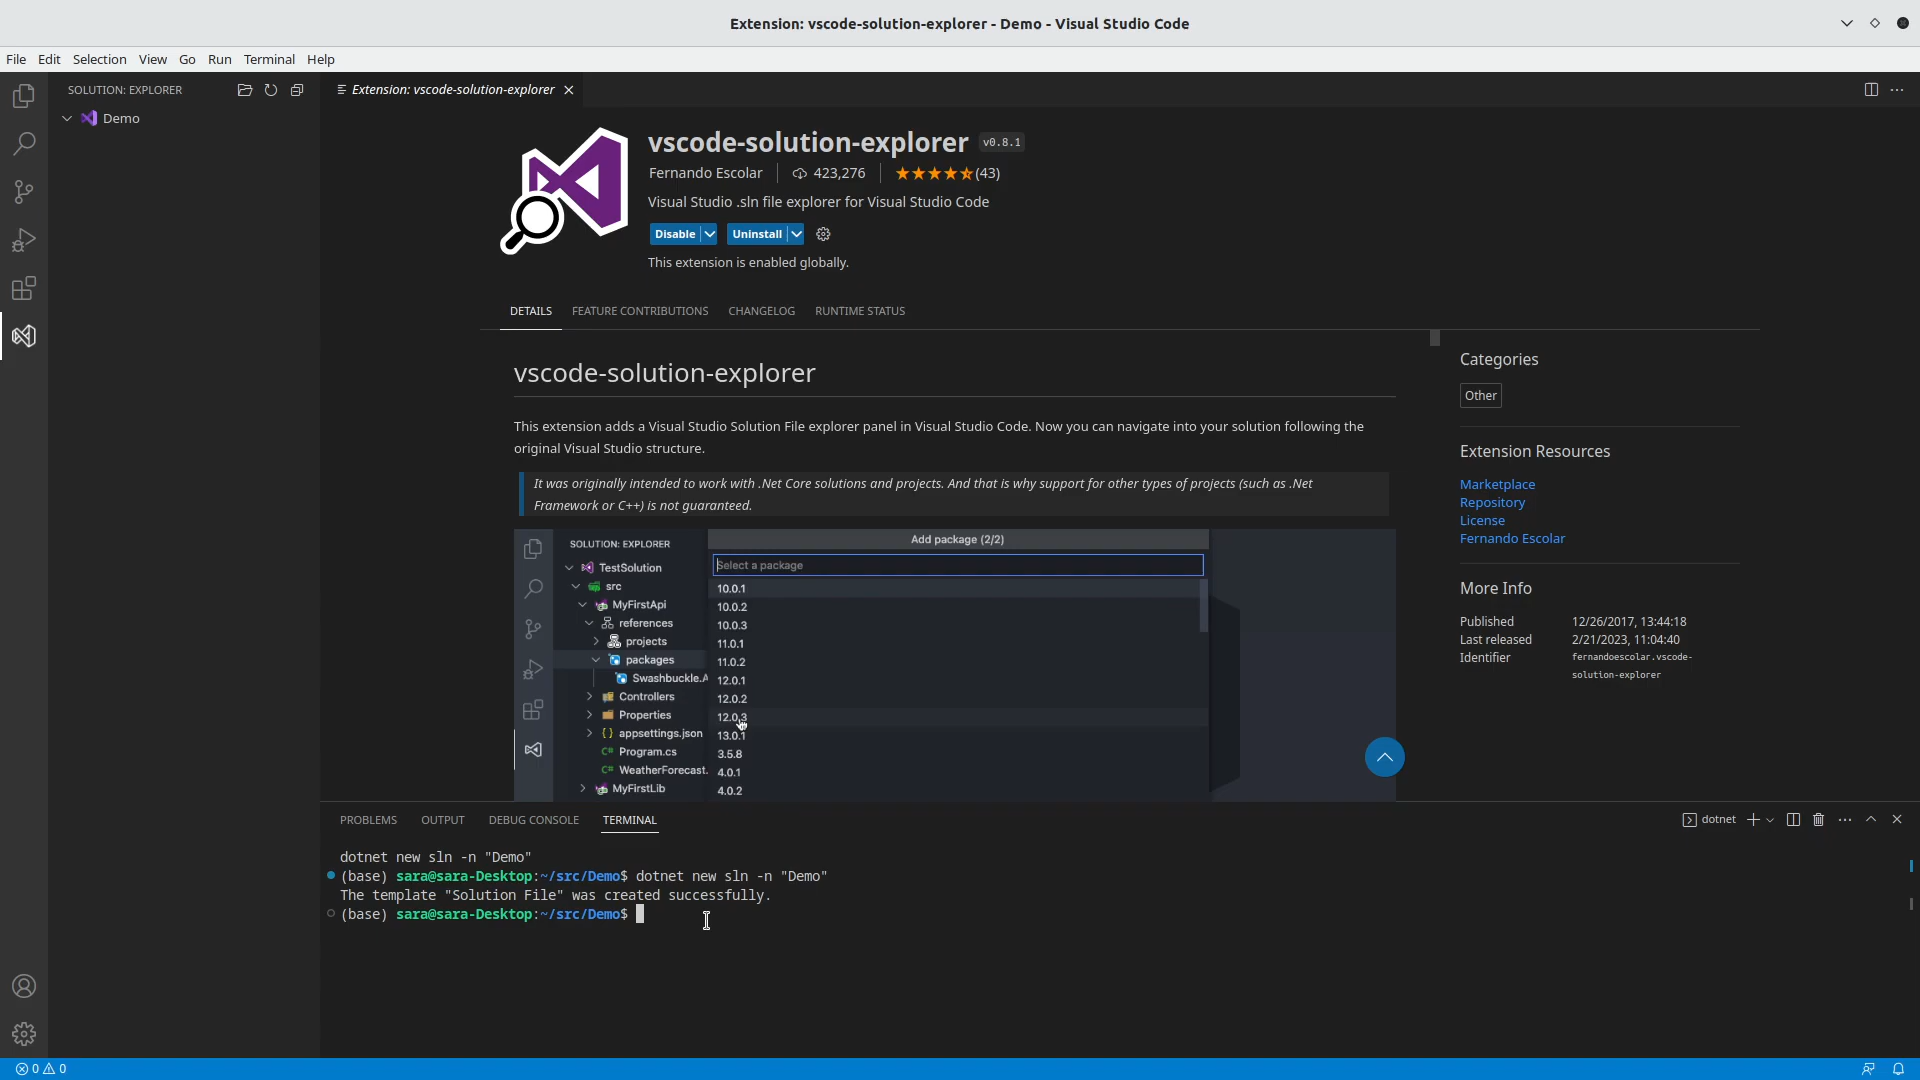 Extension: vscode-solution-explorer - Demo - Visual Studio Code
File Edit Selection View Go Run Terminal Help
SOLUTION: EXPLORER
Demo
Extension: vscode-solution-explorer
vscode-solution-explorer v0.8.1
Fernando Escolar 423,276 (43)
Visual Studio .sln file explorer for Visual Studio Code
Disable Uninstall
This extension is enabled globally.
DETAILS FEATURE CONTRIBUTIONS CHANGELOG RUNTIME STATUS
vscode-solution-explorer
This extension adds a Visual Studio Solution File explorer panel in Visual Studio Code. Now you can navigate into your solution following the
original Visual Studio structure.
It was originally intended to work with .Net Core solutions and projects. And that is why support for other types of projects (such as .Net
Framework or C++) is not guaranteed.
SOLUTION: EXPLORER
TestSolution
src
MyFirstApi
references
projects
packages
Swashbuckle.A
Controllers
Properties
{} appsettings.json
C# Program.cs
C# WeatherForecast.
MyFirstLib
Add package (2/2)
Select a package
10.0.1
10.0.2
10.0.3
11.0.1
11.0.2
12.0.1
12.0.2
12.0.3
13.0.1
3.5.8
4.0.1
4.0.2
Categories
Other
Extension Resources
Marketplace
Repository
License
Fernando Escolar
More Info
Published 12/26/2017, 13:44:18
Last released 2/21/2023, 11:04:40
Identifier fernandoescolar.vscode-
solution-explorer
PROBLEMS OUTPUT DEBUG CONSOLE TERMINAL
dotnet
dotnet new sln -n "Demo"
(base) sara@sara-Desktop:~/src/Demo$ dotnet new sln -n "Demo"
The template "Solution File" was created successfully.
(base) sara@sara-Desktop:~/src/Demo$
0 0